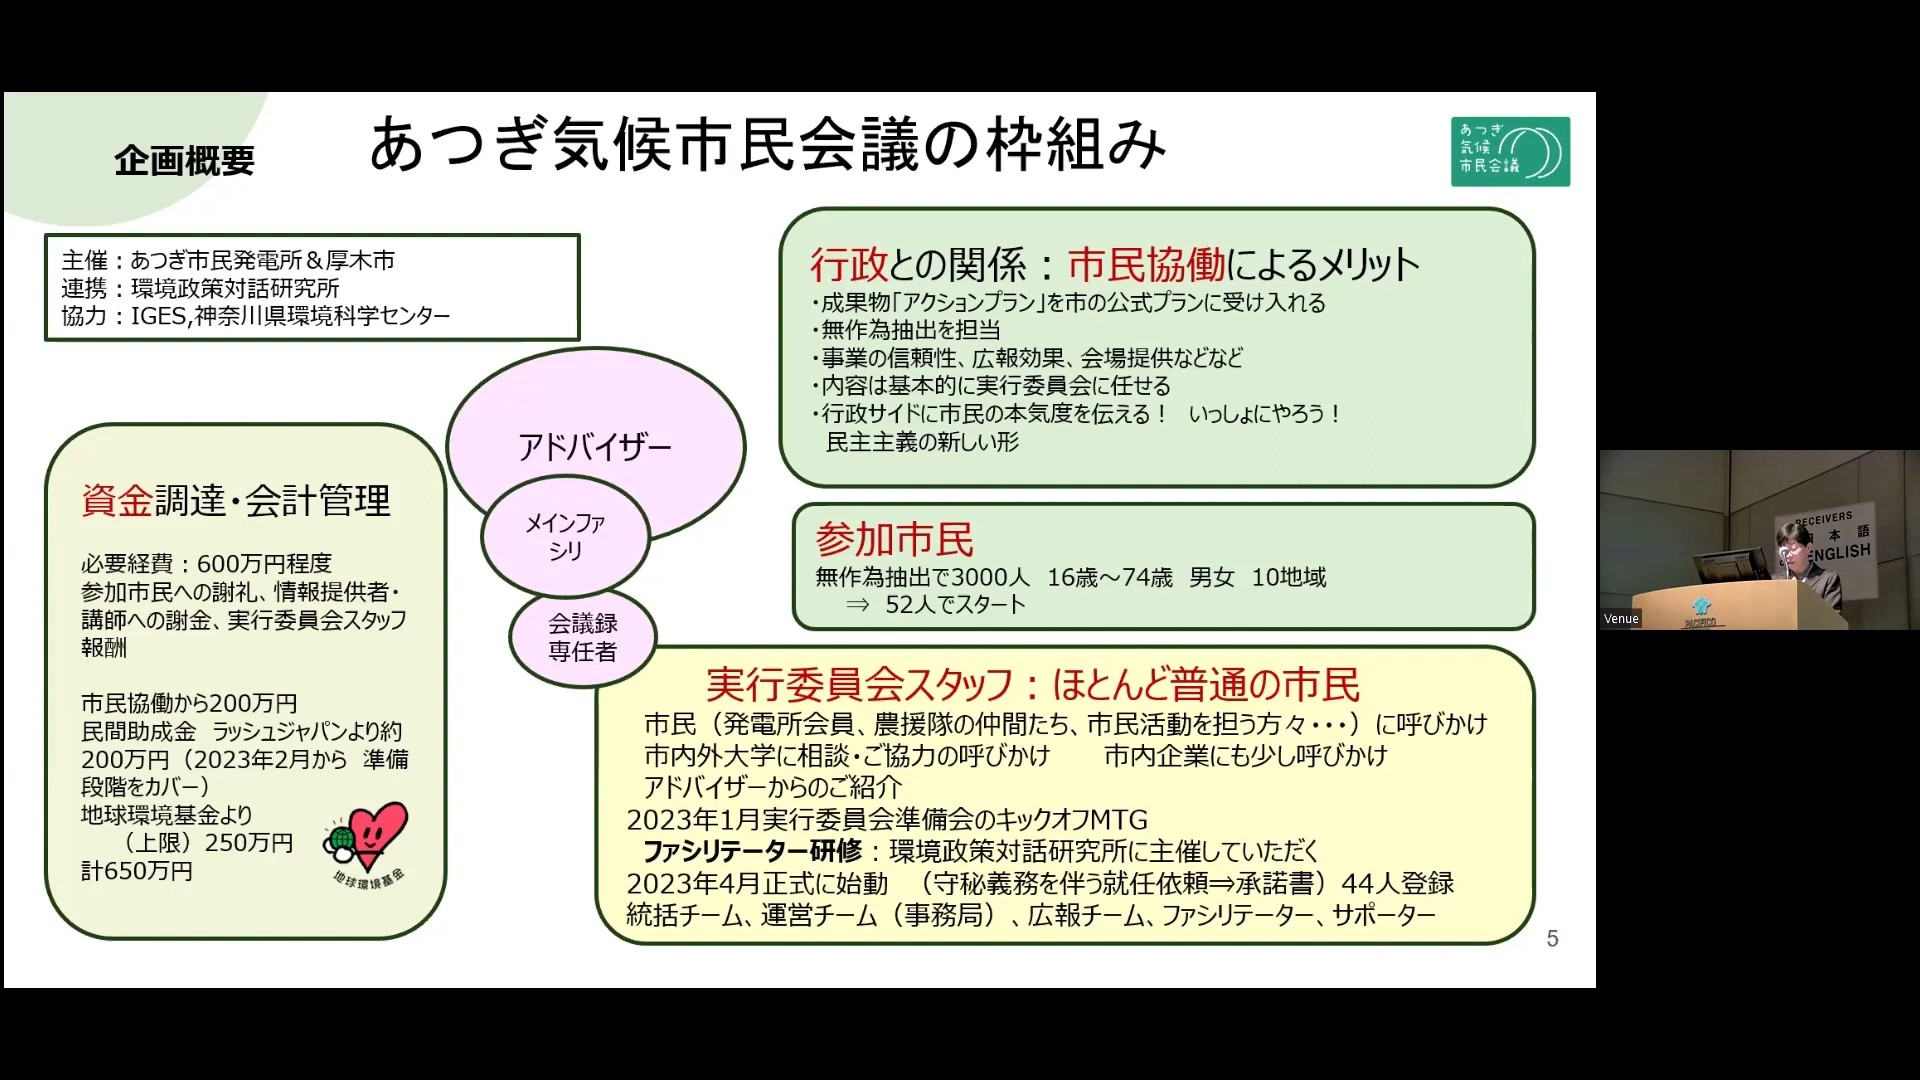 企画概要
あつぎ気候市民会議の枠組み
あつぎ
気候
市民会議
主催：あつぎ市民発電所＆厚木市
連携：環境政策対話研究所
協力：IGES,神奈川県環境科学センター
行政との関係：市民協働によるメリット
・成果物「アクションプラン」を市の公式プランに受け入れる
・無作為抽出を担当
・事業の信頼性、広報効果、会場提供などなど
・内容は基本的に実行委員会に任せる
・行政サイドに市民の本気度を伝える！　いっしょにやろう！
民主主義の新しい形
アドバイザー
メインファ
シリ
会議録
専任者
資金調達・会計管理
必要経費：600万円程度
参加市民への謝礼、情報提供者・
講師への謝金、実行委員会スタッフ
報酬
市民協働から200万円
民間助成金　ラッシュジャパンより約
200万円（2023年2月から　準備
段階をカバー）
地球環境基金より
（上限）250万円
計650万円
地球環境基金
参加市民
無作為抽出で3000人　16歳～74歳　男女　10地域
⇒　52人でスタート
実行委員会スタッフ：ほとんど普通の市民
市民（発電所会員、農援隊の仲間たち、市民活動を担う方々・・・）に呼びかけ
市内外大学に相談・ご協力の呼びかけ　　市内企業にも少し呼びかけ
アドバイザーからのご紹介
2023年1月実行委員会準備会のキックオフMTG
ファシリテーター研修：環境政策対話研究所に主催していただく
2023年4月正式に始動　（守秘義務を伴う就任依頼⇒承諾書）44人登録
統括チーム、運営チーム（事務局）、広報チーム、ファシリテーター、サポーター
5
RECEIVERS
本 語
ENGLISH
PACIFICO
Venue